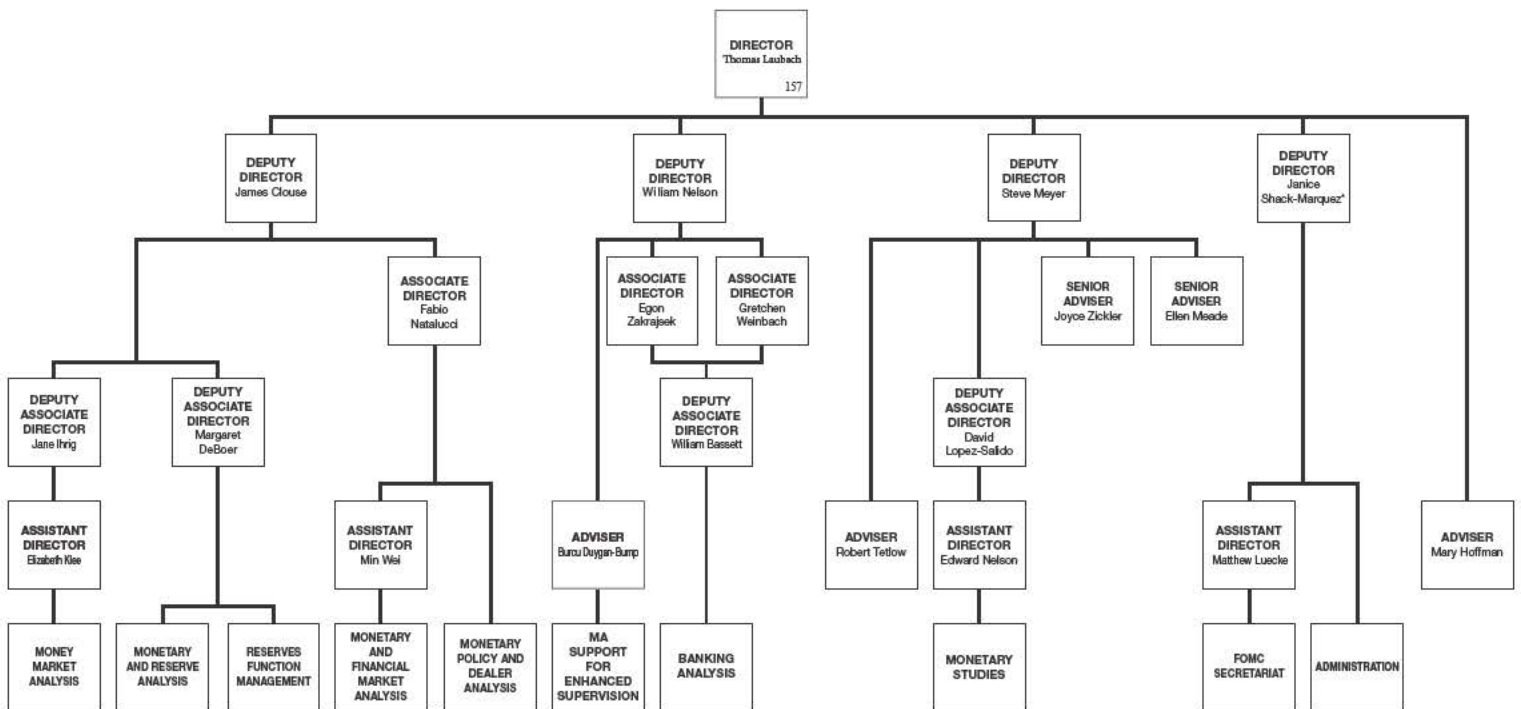 DIRECTOR
Thomas Laubach
157
DEPUTY
DIRECTOR
James Clouse
DEPUTY
DIRECTOR
William Nelson
DEPUTY
DIRECTOR
Steve Meyer
DEPUTY
DIRECTOR
Janice
Shack-Marquez*
ASSOCIATE
DIRECTOR
Fabio
Natalucci
ASSOCIATE
DIRECTOR
Egon
Zakrajsek
ASSOCIATE
DIRECTOR
Gretchen
Weinbach
SENIOR
ADVISER
Joyce Zickler
SENIOR
ADVISER
Ellen Meade
DEPUTY
ASSOCIATE
DIRECTOR
Jane Ihrig
DEPUTY
ASSOCIATE
DIRECTOR
Margaret
DeBoer
DEPUTY
ASSOCIATE
DIRECTOR
William Bassett
DEPUTY
ASSOCIATE
DIRECTOR
David
Lopez-Salido
ASSISTANT
DIRECTOR
Elizabeth Klee
ASSISTANT
DIRECTOR
Min Wei
ADVISER
Burcu Duygan-Bump
ADVISER
Robert Tetlow
ASSISTANT
DIRECTOR
Edward Nelson
ASSISTANT
DIRECTOR
Matthew Luecke
ADVISER
Mary Hoffman
MONEY
MARKET
ANALYSIS
MONETARY
AND RESERVE
ANALYSIS
RESERVES
FUNCTION
MANAGEMENT
MONETARY
AND
FINANCIAL
MARKET
ANALYSIS
MONETARY
POLICY AND
DEALER
ANALYSIS
MA
SUPPORT
FOR
ENHANCED
SUPERVISION
BANKING
ANALYSIS
MONETARY
STUDIES
FOMC
SECRETARIAT
ADMINISTRATION